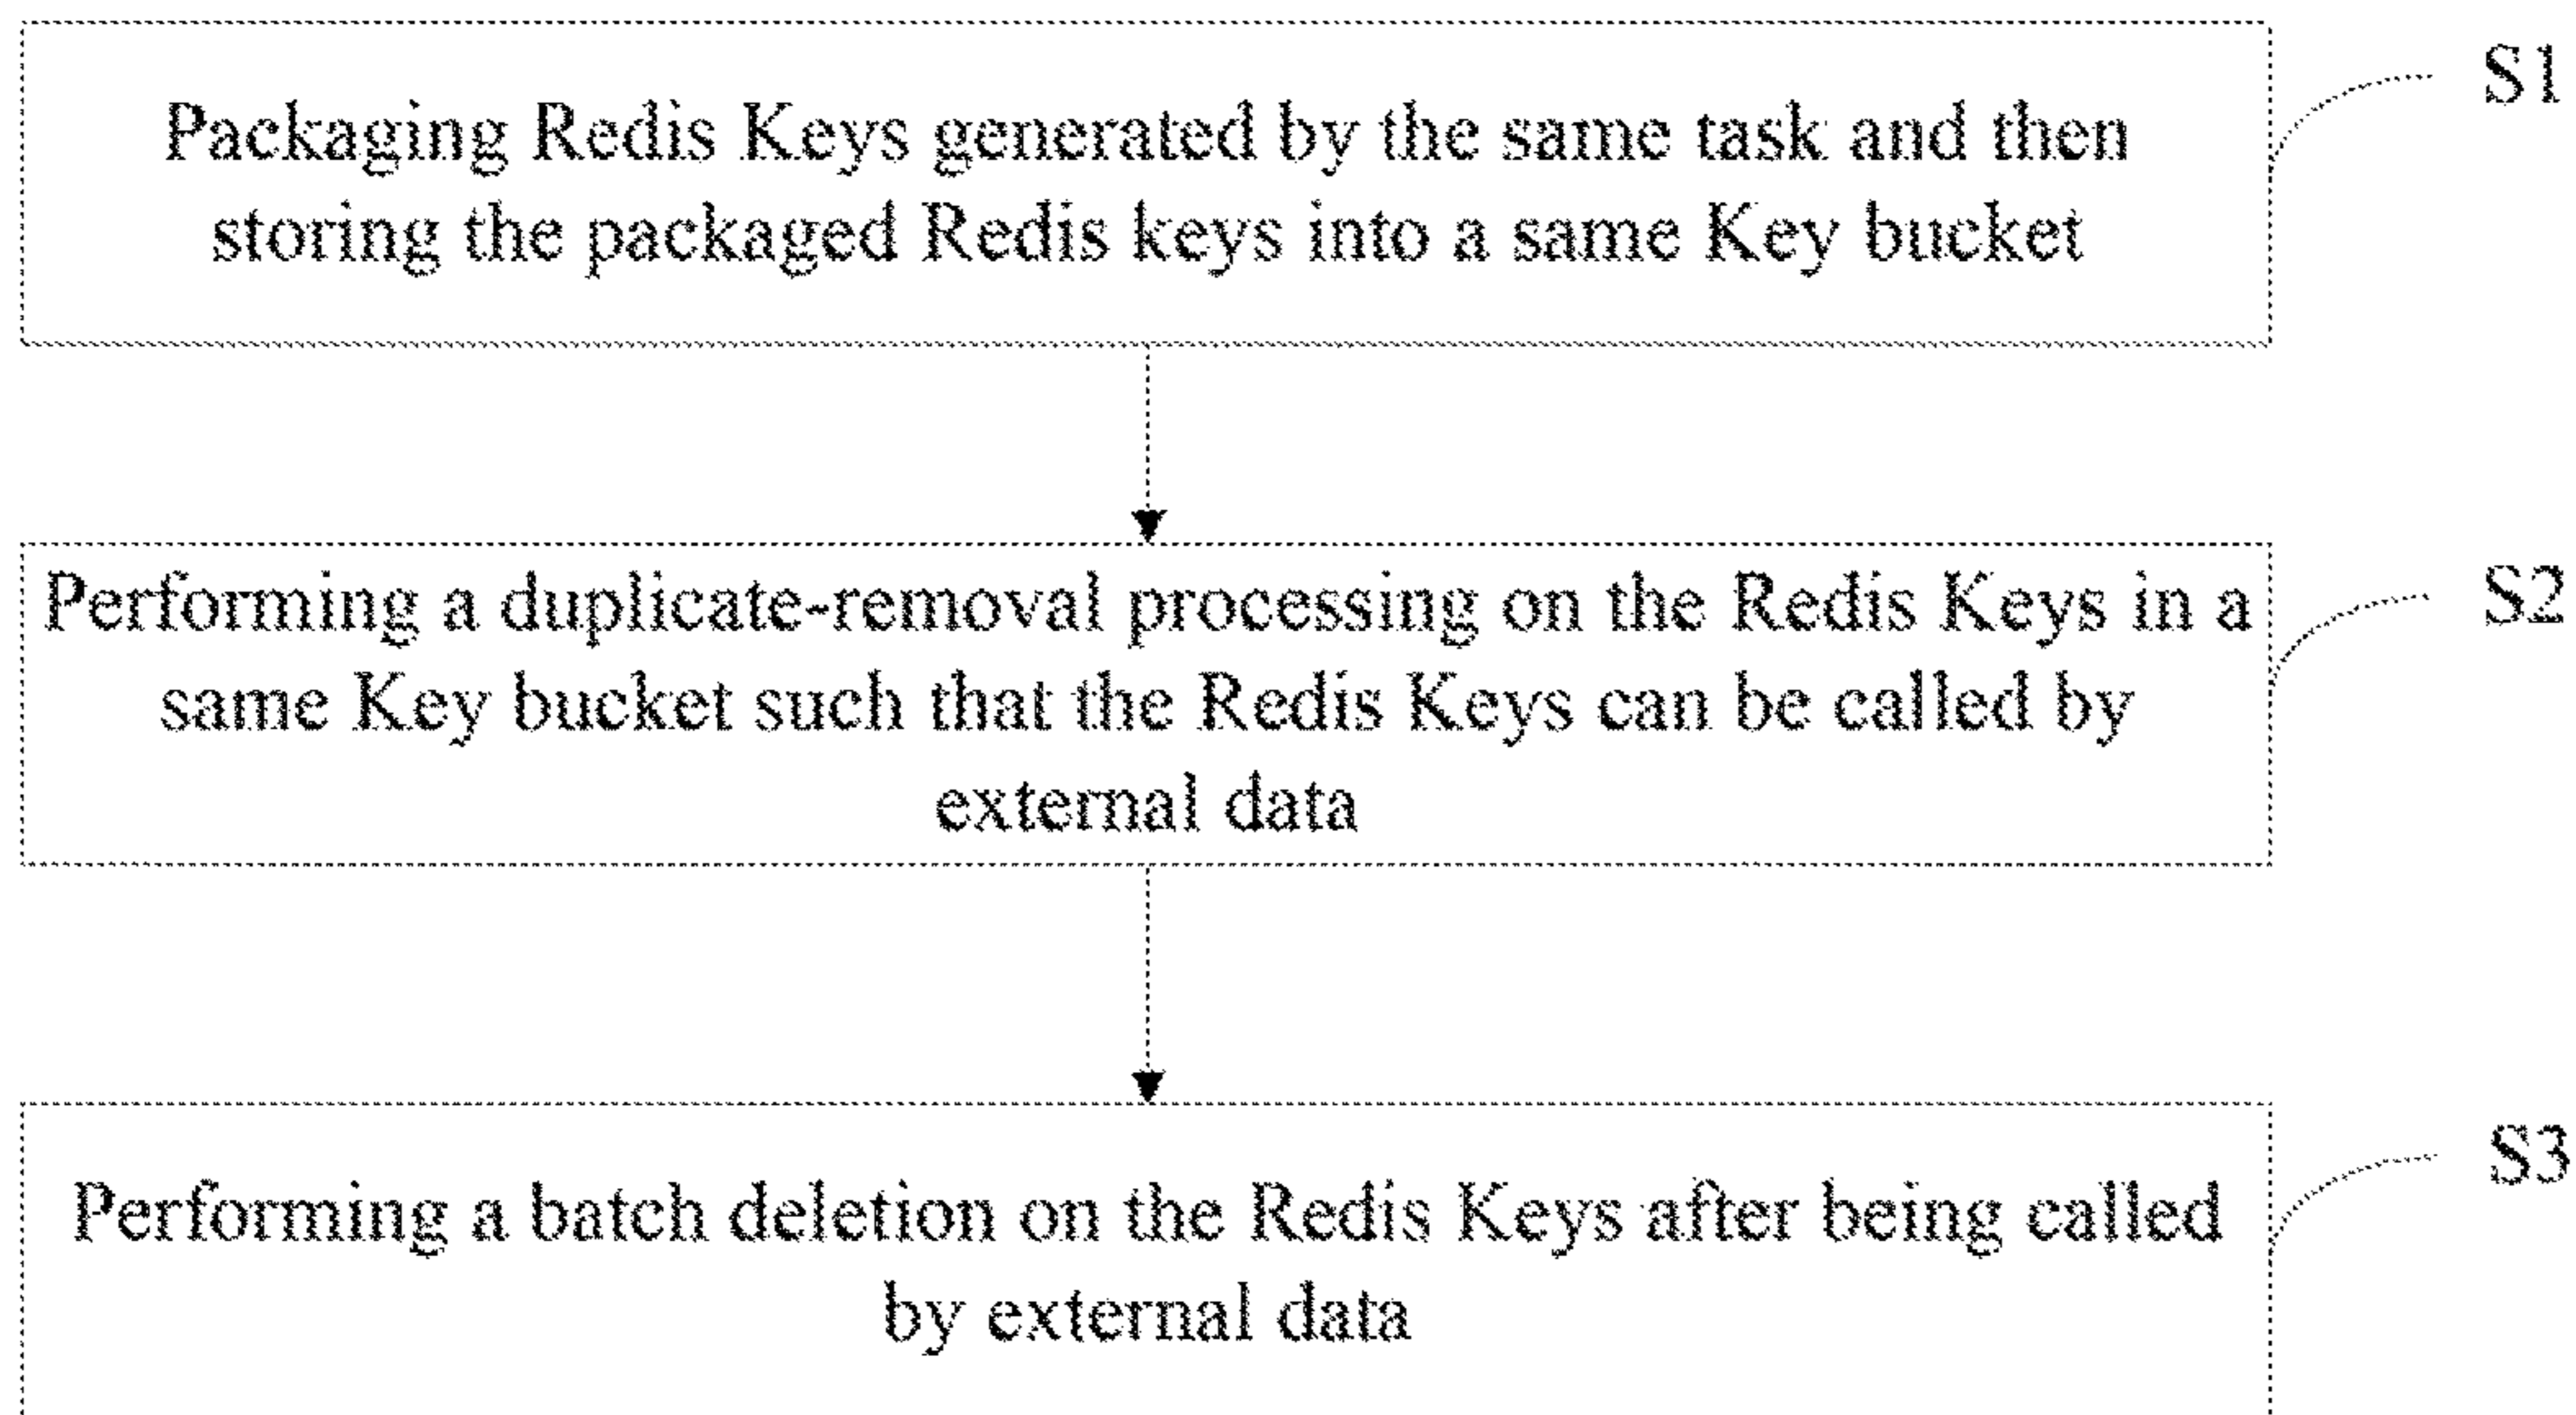 Packaging Redis Keys generated by the same task and then
storing the packaged Redis keys into a same Key bucket
S1
Performing a duplicate-removal processing on the Redis Keys in a
same Key bucket such that the Redis Keys can be called by
external data
S2
Performing a batch deletion on the Redis Keys after being called
by external data
S3